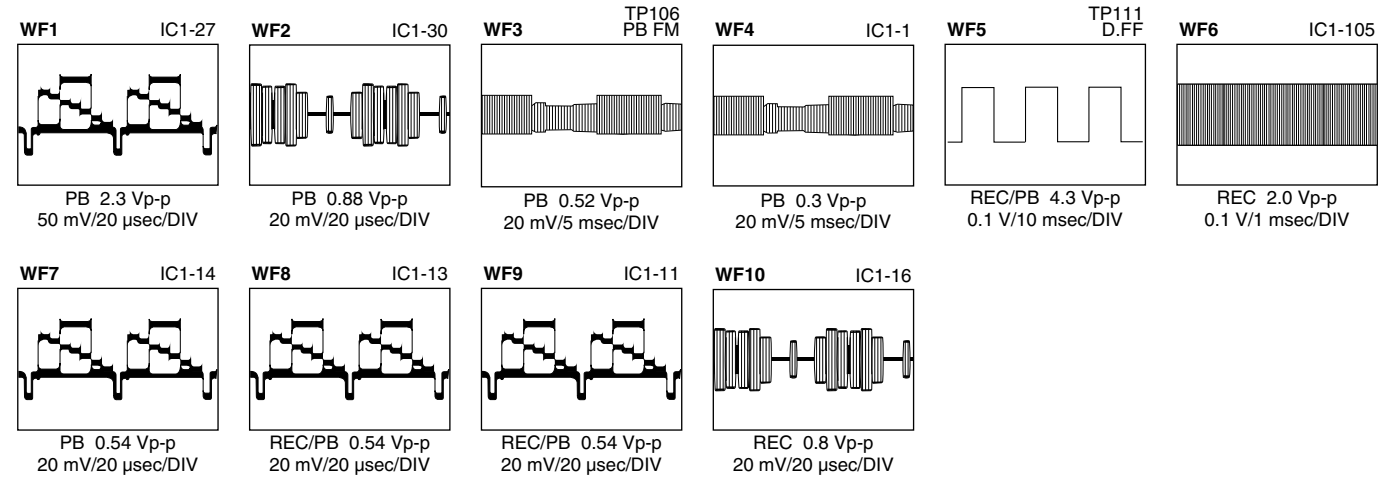 WF1 IC1-27
PB 2.3 Vp-p
50 mV/20 µsec/DIV
WF2 IC1-30
PB 0.88 Vp-p
20 mV/20 µsec/DIV
TP106
WF3 PB FM
PB 0.52 Vp-p
20 mV/5 msec/DIV
WF4 IC1-1
PB 0.3 Vp-p
20 mV/5 msec/DIV
TP111
WF5 D.FF
REC/PB 4.3 Vp-p
0.1 V/10 msec/DIV
WF6 IC1-105
REC 2.0 Vp-p
0.1 V/1 msec/DIV
WF7 IC1-14
PB 0.54 Vp-p
20 mV/20 µsec/DIV
WF8 IC1-13
REC/PB 0.54 Vp-p
20 mV/20 µsec/DIV
WF9 IC1-11
REC/PB 0.54 Vp-p
20 mV/20 µsec/DIV
WF10 IC1-16
REC 0.8 Vp-p
20 mV/20 µsec/DIV